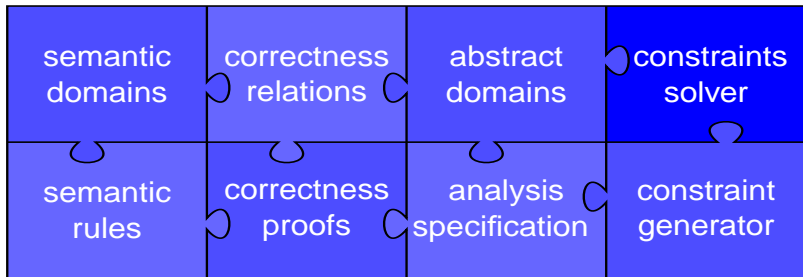 semantic
domains
correctness
relations
abstract
domains
constraints
solver
semantic
rules
correctness
proofs
analysis
specification
constraint
generator